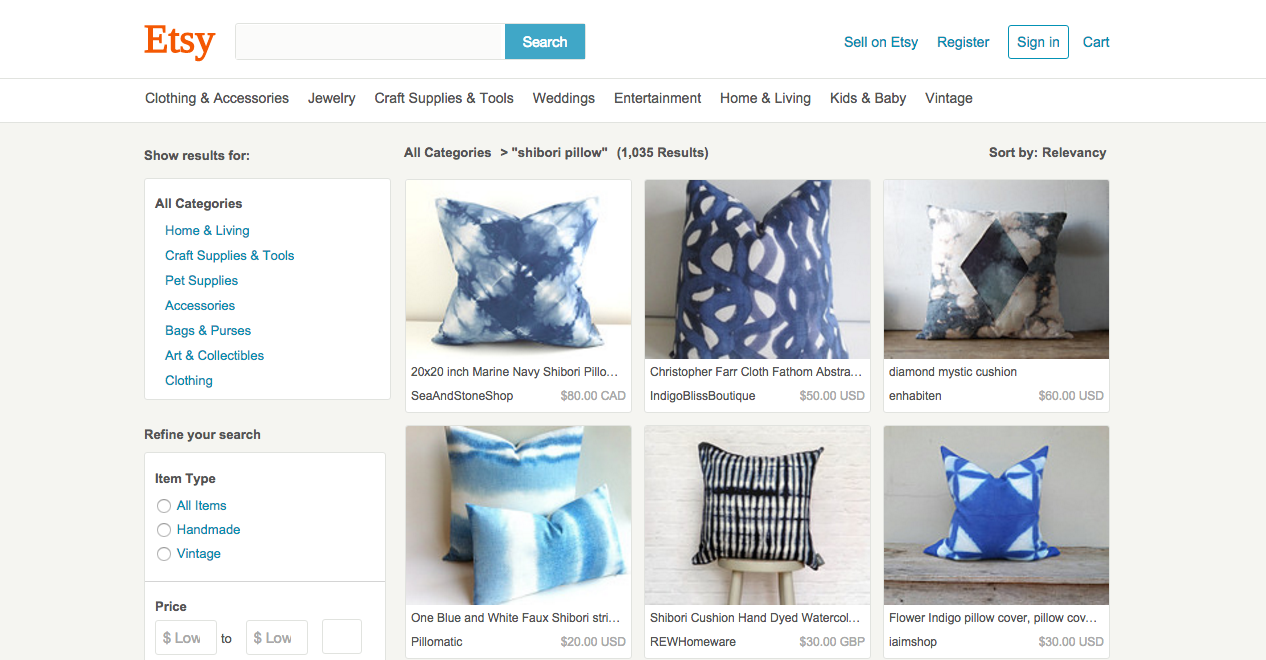 Etsy
Search
Sell on Etsy
Register
Sign in
Cart
Clothing & Accessories
Jewelry
Craft Supplies & Tools
Weddings
Entertainment
Home & Living
Kids & Baby
Vintage
Show results for:
All Categories > "shibori pillow" (1,035 Results)
Sort by: Relevancy
All Categories
Home & Living
Craft Supplies & Tools
Pet Supplies
Accessories
Bags & Purses
Art & Collectibles
Clothing
Refine your search
Item Type
All Items
Handmade
Vintage
Price
$ Low to $ Low
20x20 inch Marine Navy Shibori Pillo...
SeaAndStoneShop $80.00 CAD
Christopher Farr Cloth Fathom Abstra...
IndigoBlissBoutique $50.00 USD
diamond mystic cushion
enhabiten $60.00 USD
One Blue and White Faux Shibori stri...
Pillomatic $20.00 USD
Shibori Cushion Hand Dyed Watercol...
REWHomeware $30.00 GBP
Flower Indigo pillow cover, pillow cov...
iaimshop $30.00 USD